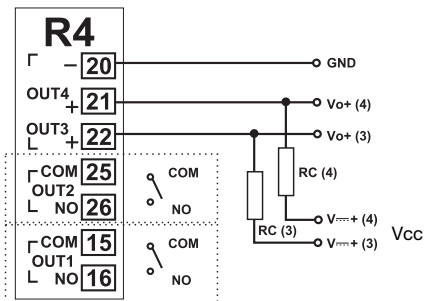 R4
– 20 GND
OUT4 + 21 Vo+ (4)
OUT3 + 22 Vo+ (3)
COM 25 COM
OUT2
NO 26 NO
RC (4)
RC (3)
V⎓+ (4)
V⎓+ (3)
Vcc
COM 15 COM
OUT1
NO 16 NO